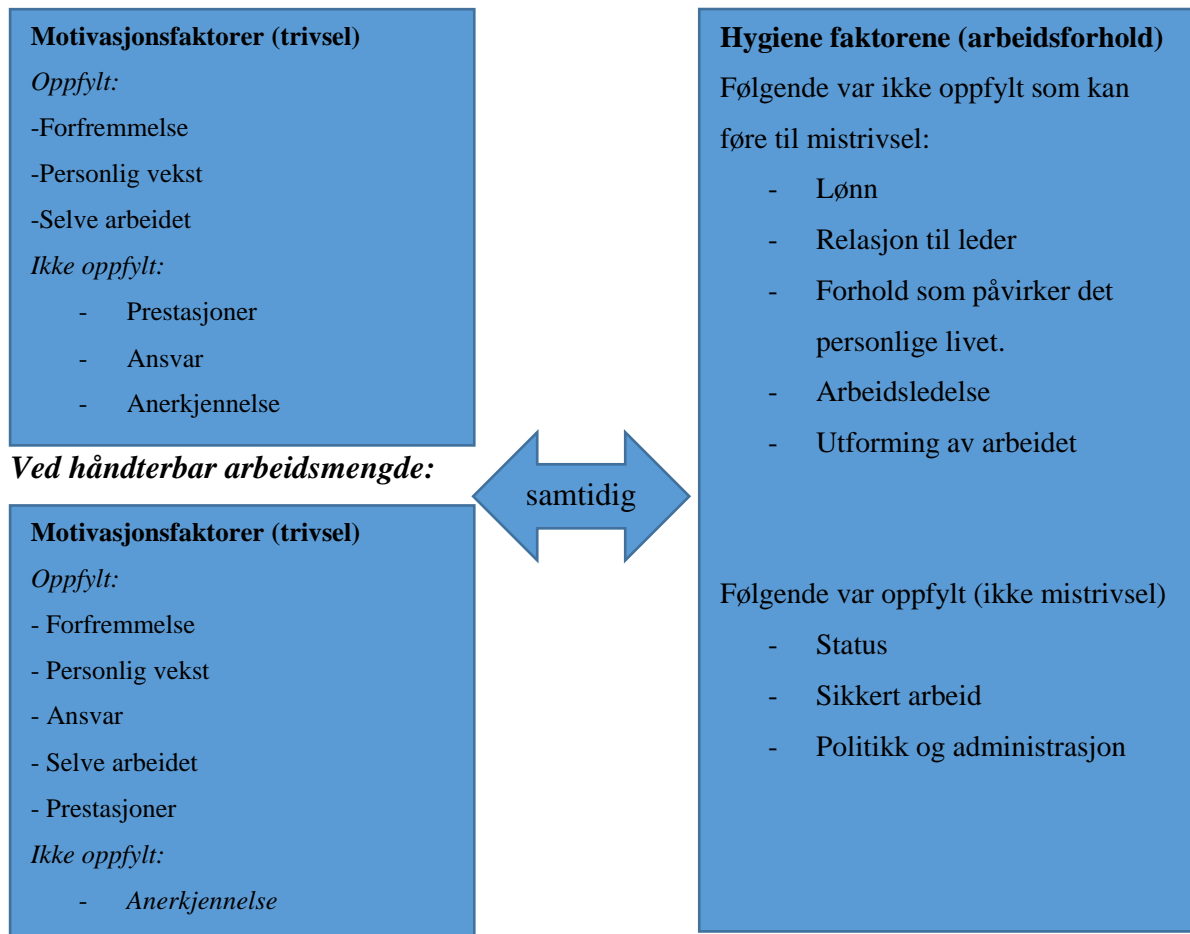 Motivasjonsfaktorer (trivsel)
Oppfylt:
-Forfremmelse
-Personlig vekst
-Selve arbeidet
Ikke oppfylt:
- Prestasjoner
- Ansvar
- Anerkjennelse
Ved håndterbar arbeidsmengde:
Motivasjonsfaktorer (trivsel)
Oppfylt:
- Forfremmelse
- Personlig vekst
- Ansvar
- Selve arbeidet
- Prestasjoner
Ikke oppfylt:
- Anerkjennelse
samtidig
Hygiene faktorene (arbeidsforhold)
Følgende var ikke oppfylt som kan
føre til mistrivsel:
- Lønn
- Relasjon til leder
- Forhold som påvirker det
personlige livet.
- Arbeidsledelse
- Utforming av arbeidet
Følgende var oppfylt (ikke mistrivsel)
- Status
- Sikkert arbeid
- Politikk og administrasjon